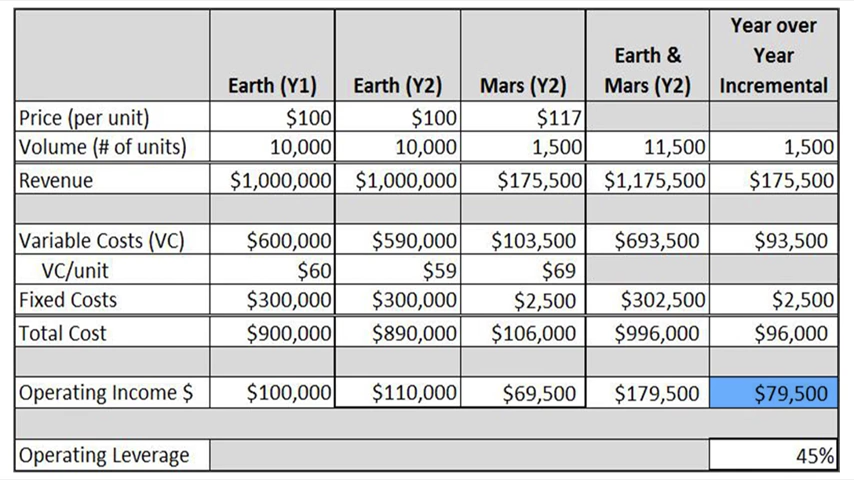 Year over
Earth & Year
Earth (Y1) Earth (Y2) Mars (Y2) Mars (Y2) Incremental
Price (per unit) $100 $100 $117
Volume (# of units) 10,000 10,000 1,500 11,500 1,500
Revenue $1,000,000 $1,000,000 $175,500 $1,175,500 $175,500
Variable Costs (VC) $600,000 $590,000 $103,500 $693,500 $93,500
VC/unit $60 $59 $69
Fixed Costs $300,000 $300,000 $2,500 $302,500 $2,500
Total Cost $900,000 $890,000 $106,000 $996,000 $96,000
Operating Income $ $100,000 $110,000 $69,500 $179,500 $79,500
Operating Leverage 45%